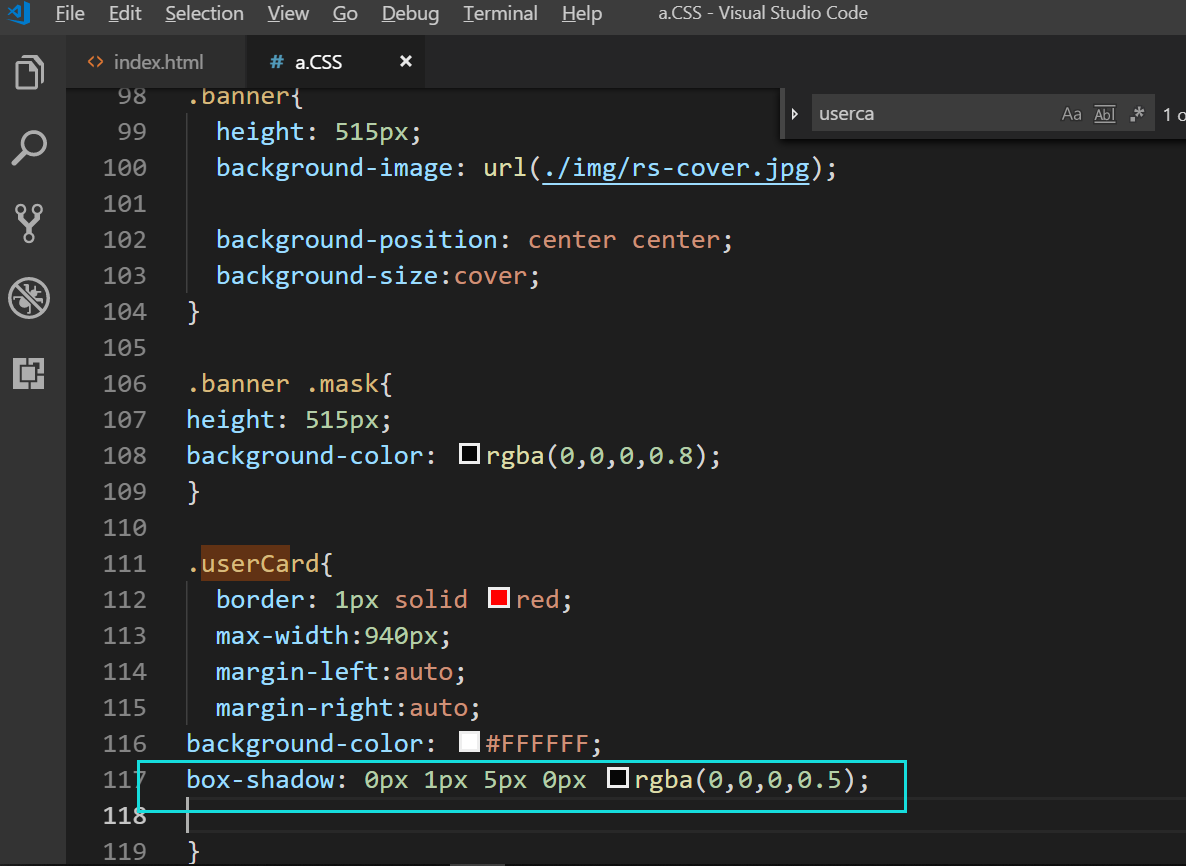 File Edit Selection View Go Debug Terminal Help a.CSS - Visual Studio Code
<> index.html # a.CSS ×
userca Aa Abl .* 1 o
98 .banner{
99 height: 515px;
100 background-image: url(./img/rs-cover.jpg);
101
102 background-position: center center;
103 background-size:cover;
104 }
105
106 .banner .mask{
107 height: 515px;
108 background-color: rgba(0,0,0,0.8);
109 }
110
111 .userCard{
112 border: 1px solid red;
113 max-width:940px;
114 margin-left:auto;
115 margin-right:auto;
116 background-color: #FFFFFF;
117 box-shadow: 0px 1px 5px 0px rgba(0,0,0,0.5);
118
119 }